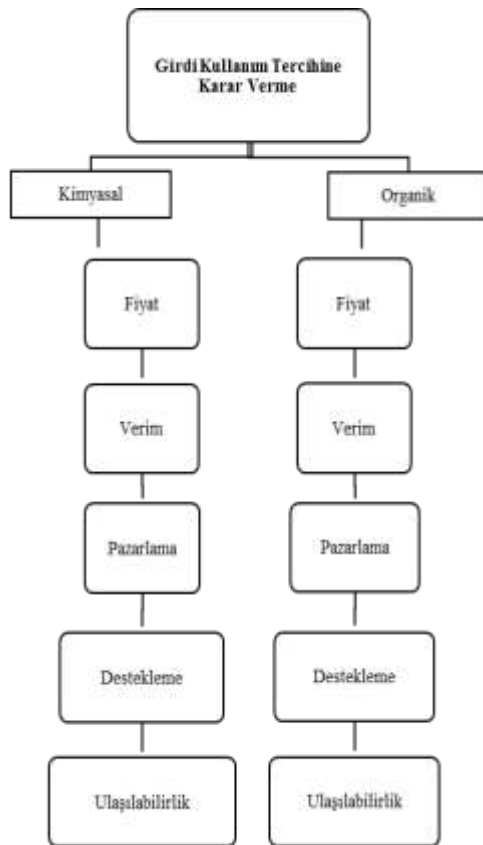 Girdi Kullanım Tercihine
Karar Verme
Kimyasal
Organik
Fiyat
Fiyat
Verim
Verim
Pazarlama
Pazarlama
Destekleme
Destekleme
Ulaşılabilirlik
Ulaşılabilirlik